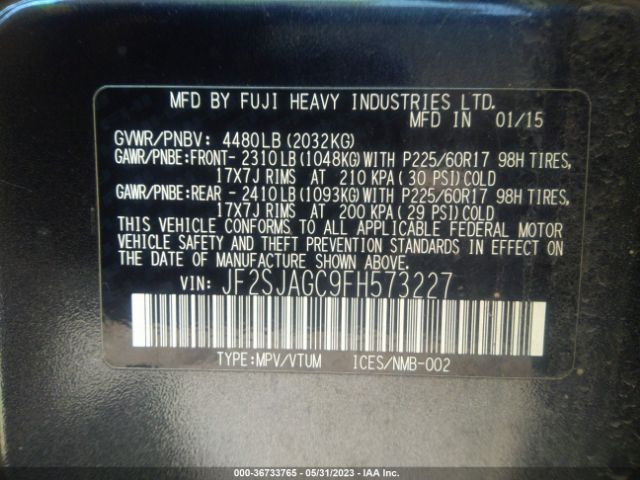 MFD BY FUJI HEAVY INDUSTRIES LTD.
MFD IN 01/15
GVWR/PNBV: 4480LB(2032KG)
GAWR/PNBE:FRONT- 2310LB(1048KG)WITH P225/60R17 98H TIRES,
17X7J RIMS AT 210 KPA(30 PSI)COLD
GAWR/PNBE:REAR - 2410LB(1093KG)WITH P225/60R17 98H TIRES,
17X7J RIMS AT 200 KPA(29 PSI)COLD
THIS VEHICLE CONFORMS TO ALL APPLICABLE FEDERAL MOTOR
VEHICLE SAFETY AND THEFT PREVENTION STANDARDS IN EFFECT ON
THE DATE OF MANUFACTURE SHOWN ABOVE.
VIN: JF2SJAGC9FH573227
TYPE:MPV/VTUM ICES/NMB-002
000-36733765 - 05/31/2023 - IAA Inc.